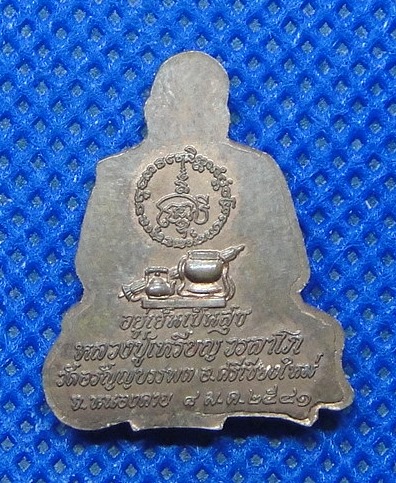 อยู่เย็นเป็นสุข
หลวงปู่เหรียญ วรลาโภ
วัดอรัญญบรรพต อ.ศรีเชียงใหม่
จ.หนองคาย ๘ ม.ค.๒๕๔๑